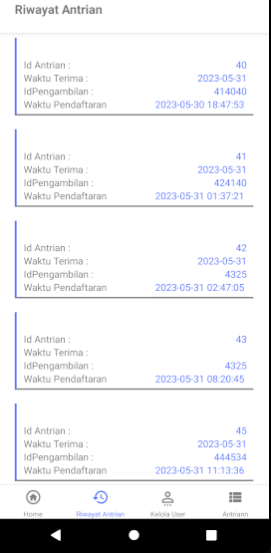 Riwayat Antrian
Id Antrian : 40
Waktu Terima : 2023-05-31
IdPengambilan : 414040
Waktu Pendaftaran 2023-05-30 18:47:53
Id Antrian : 41
Waktu Terima : 2023-05-31
IdPengambilan : 424140
Waktu Pendaftaran 2023-05-31 01:37:21
Id Antrian : 42
Waktu Terima : 2023-05-31
IdPengambilan : 4325
Waktu Pendaftaran 2023-05-31 02:47:05
Id Antrian : 43
Waktu Terima :
IdPengambilan : 4325
Waktu Pendaftaran 2023-05-31 08:20:45
Id Antrian : 45
Waktu Terima : 2023-05-31
IdPengambilan : 444534
Waktu Pendaftaran 2023-05-31 11:13:36
Home Riwayat Antrian Kelola User Antriann